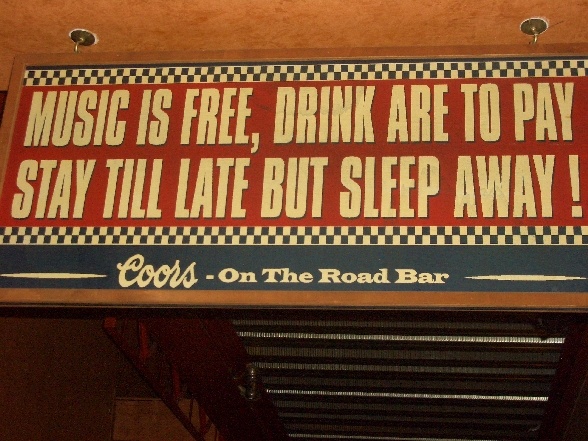 MUSIC IS FREE, DRINK ARE TO PAY
STAY TILL LATE BUT SLEEP AWAY !
Coors - On The Road Bar